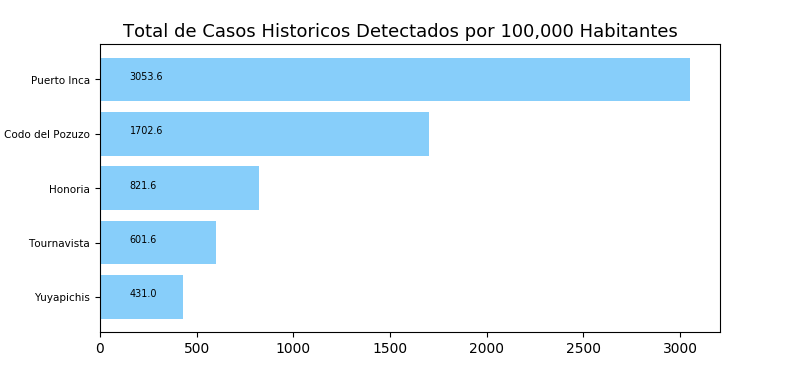 Total de Casos Historicos Detectados por 100,000 Habitantes
Puerto Inca 3053.6
Codo del Pozuzo 1702.6
Honoria 821.6
Tournavista 601.6
Yuyapichis 431.0
0 500 1000 1500 2000 2500 3000